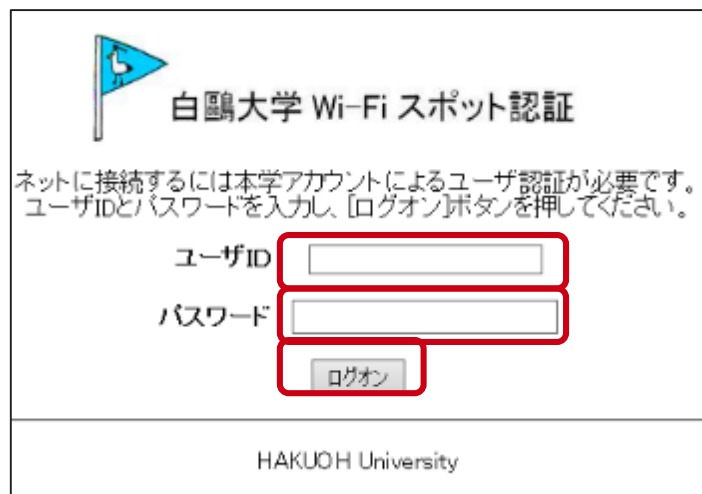 白鷗大学 Wi-Fi スポット認証
ネットに接続するには本学アカウントによるユーザ認証が必要です。
ユーザIDとパスワードを入力し、[ログオン]ボタンを押してください。
ユーザID
パスワード
ログオン
HAKUOH University